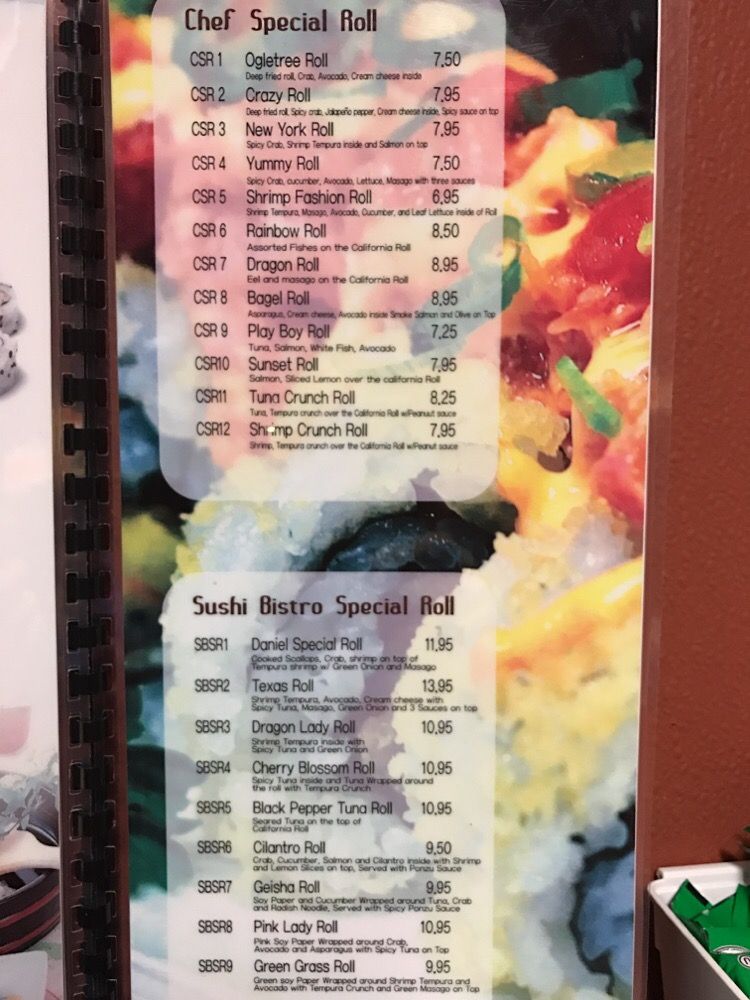 Chef Special Roll
CSR 1 Ogletree Roll 7.50
Deep fried roll, Crab, Avocado, Cream cheese inside
CSR 2 Crazy Roll 7.95
Deep fried roll, Spicy crab, Jalapeño pepper, Cream cheese inside, Spicy sauce on top
CSR 3 New York Roll 7.95
Spicy Crab, Shrimp Tempura inside and Salmon on top
CSR 4 Yummy Roll 7.50
Spicy Crab, cucumber, Avocado, Lettuce, Masago with three sauces
CSR 5 Shrimp Fashion Roll 6.95
Shrimp Tempura, Masago, Avocado, Cucumber, and Leaf Lettuce inside of Roll
CSR 6 Rainbow Roll 8.50
Assorted Fishes on the California Roll
CSR 7 Dragon Roll 8.95
Eel and masago on the California Roll
CSR 8 Bagel Roll 8.95
Asparagus, Cream cheese, Avocado inside Smoke Salmon and Olive on Top
CSR 9 Play Boy Roll 7.25
Tuna, Salmon, White Fish, Avocado
CSR10 Sunset Roll 7.95
Salmon, Sliced Lemon over the california Roll
CSR11 Tuna Crunch Roll 8.25
Tuna, Tempura crunch over the California Roll w/Peanuut sauce
CSR12 Shrimp Crunch Roll 7.95
Shrimp, Tempura crunch over the California Roll w/Peanut sauce
Sushi Bistro Special Roll
SBSR1 Daniel Special Roll 11.95
Cooked Scallops, Crab, shrimp on top of
Tempura shrimp w/ Green Onion and Masago
SBSR2 Texas Roll 13.95
Shrimp Tempura, Avocado, Cream cheese with
Spicy Tuna, Masago, Green Onion and 3 Sauces on top
SBSR3 Dragon Lady Roll 10.95
Shrimp Tempura inside with
Spicy Tuna and Green Onion
SBSR4 Cherry Blossom Roll 10.95
Spicy Tuna inside and Tuna Wrapped around
the roll with Tempura Crunch
SBSR5 Black Pepper Tuna Roll 10.95
Seared Tuna on the top of
California Roll
SBSR6 Cilantro Roll 9.50
Crab, Cucumber, Salmon and Cilantro inside with Shrimp
and Lemon Slices on top, Served with Ponzu Sauce
SBSR7 Geisha Roll 9.95
Soy Paper and Cucumber Wrapped around Tuna, Crab
and Radish Noodle, Served with Spicy Ponzu Sauce
SBSR8 Pink Lady Roll 10.95
Pink Soy Paper Wrapped around Crab,
Avocado and Asparagus with Spicy Tuna on Top
SBSR9 Green Grass Roll 9.95
Green soy Paper Wrapped around Shrimp Tempura and
Avocado with Tempura Crunch and Green Masago on Top